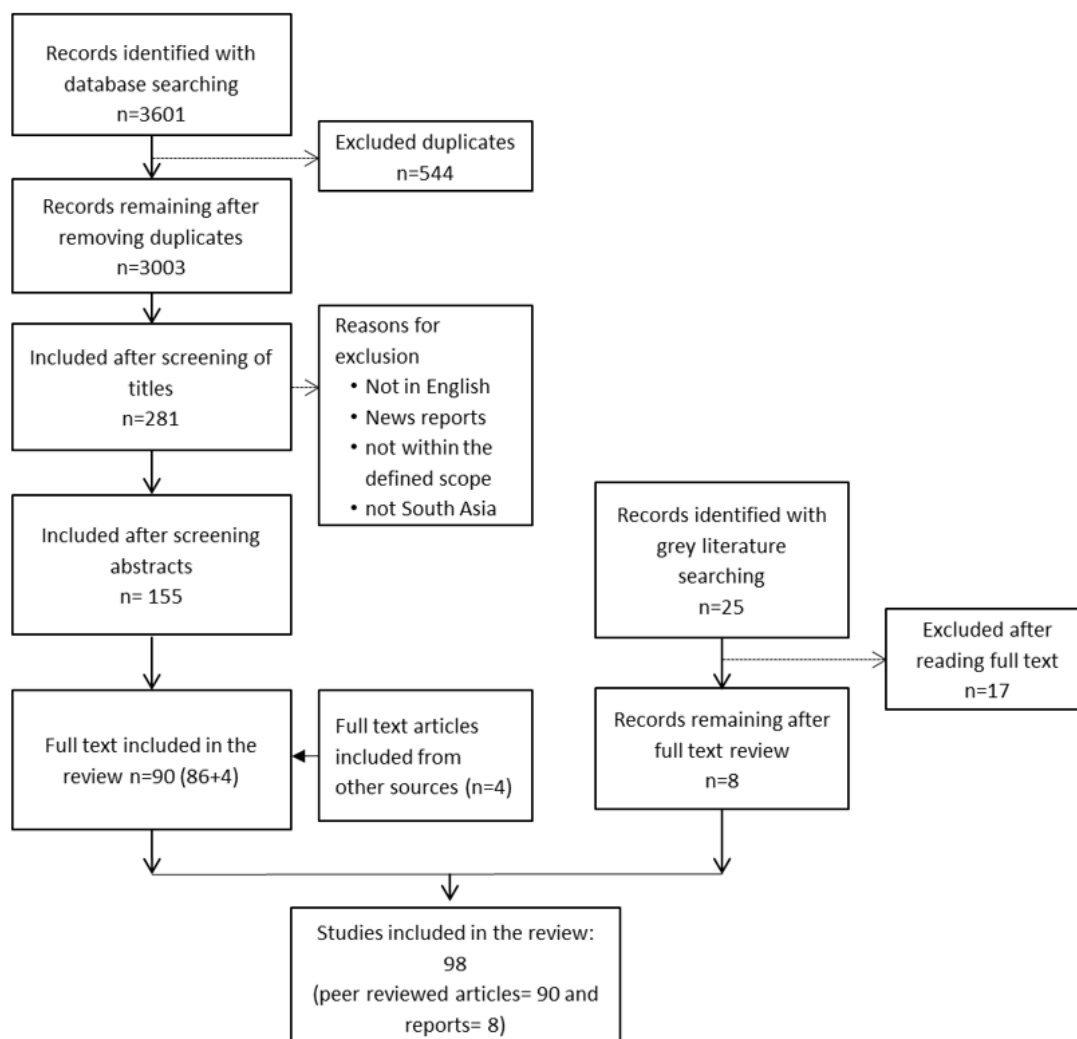 Records identified with
database searching
n=3601
Excluded duplicates
n=544
Records remaining after
removing duplicates
n=3003
Included after screening of
titles
n=281
Reasons for
exclusion
• Not in English
• News reports
• not within the
defined scope
• not South Asia
Included after screening
abstracts
n= 155
Records identified with
grey literature
searching
n=25
Excluded after
reading full text
n=17
Full text included in the
review n=90 (86+4)
Full text articles
included from
other sources (n=4)
Records remaining after
full text review
n=8
Studies included in the review:
98
(peer reviewed articles= 90 and
reports= 8)